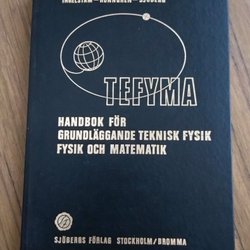 INGELSTAM — RÖNNGREN — SJÖBERG
TEFYMA
HANDBOK FÖR
GRUNDLÄGGANDE TEKNISK FYSIK
FYSIK OCH MATEMATIK
SJÖBERGS FÖRLAG STOCKHOLM/BROMMA